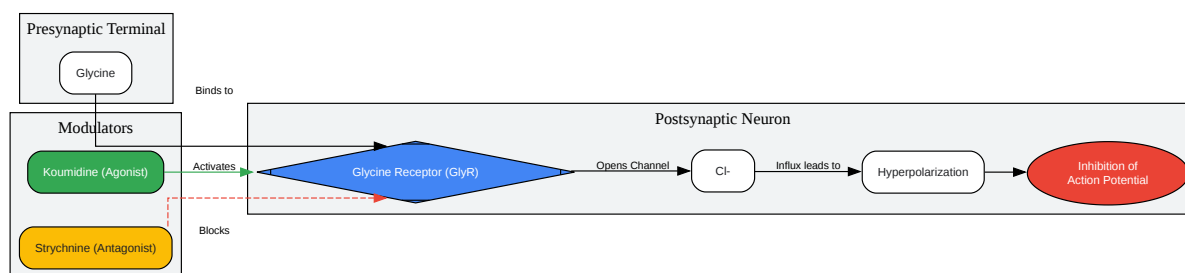 Presynaptic Terminal
Glycine
Binds to
Modulators
Postsynaptic Neuron
Koumidine (Agonist)
Activates
Glycine Receptor (GlyR)
Opens Channel
Cl-
Influx leads to
Hyperpolarization
Inhibition of
Action Potential
Strychnine (Antagonist)
Blocks